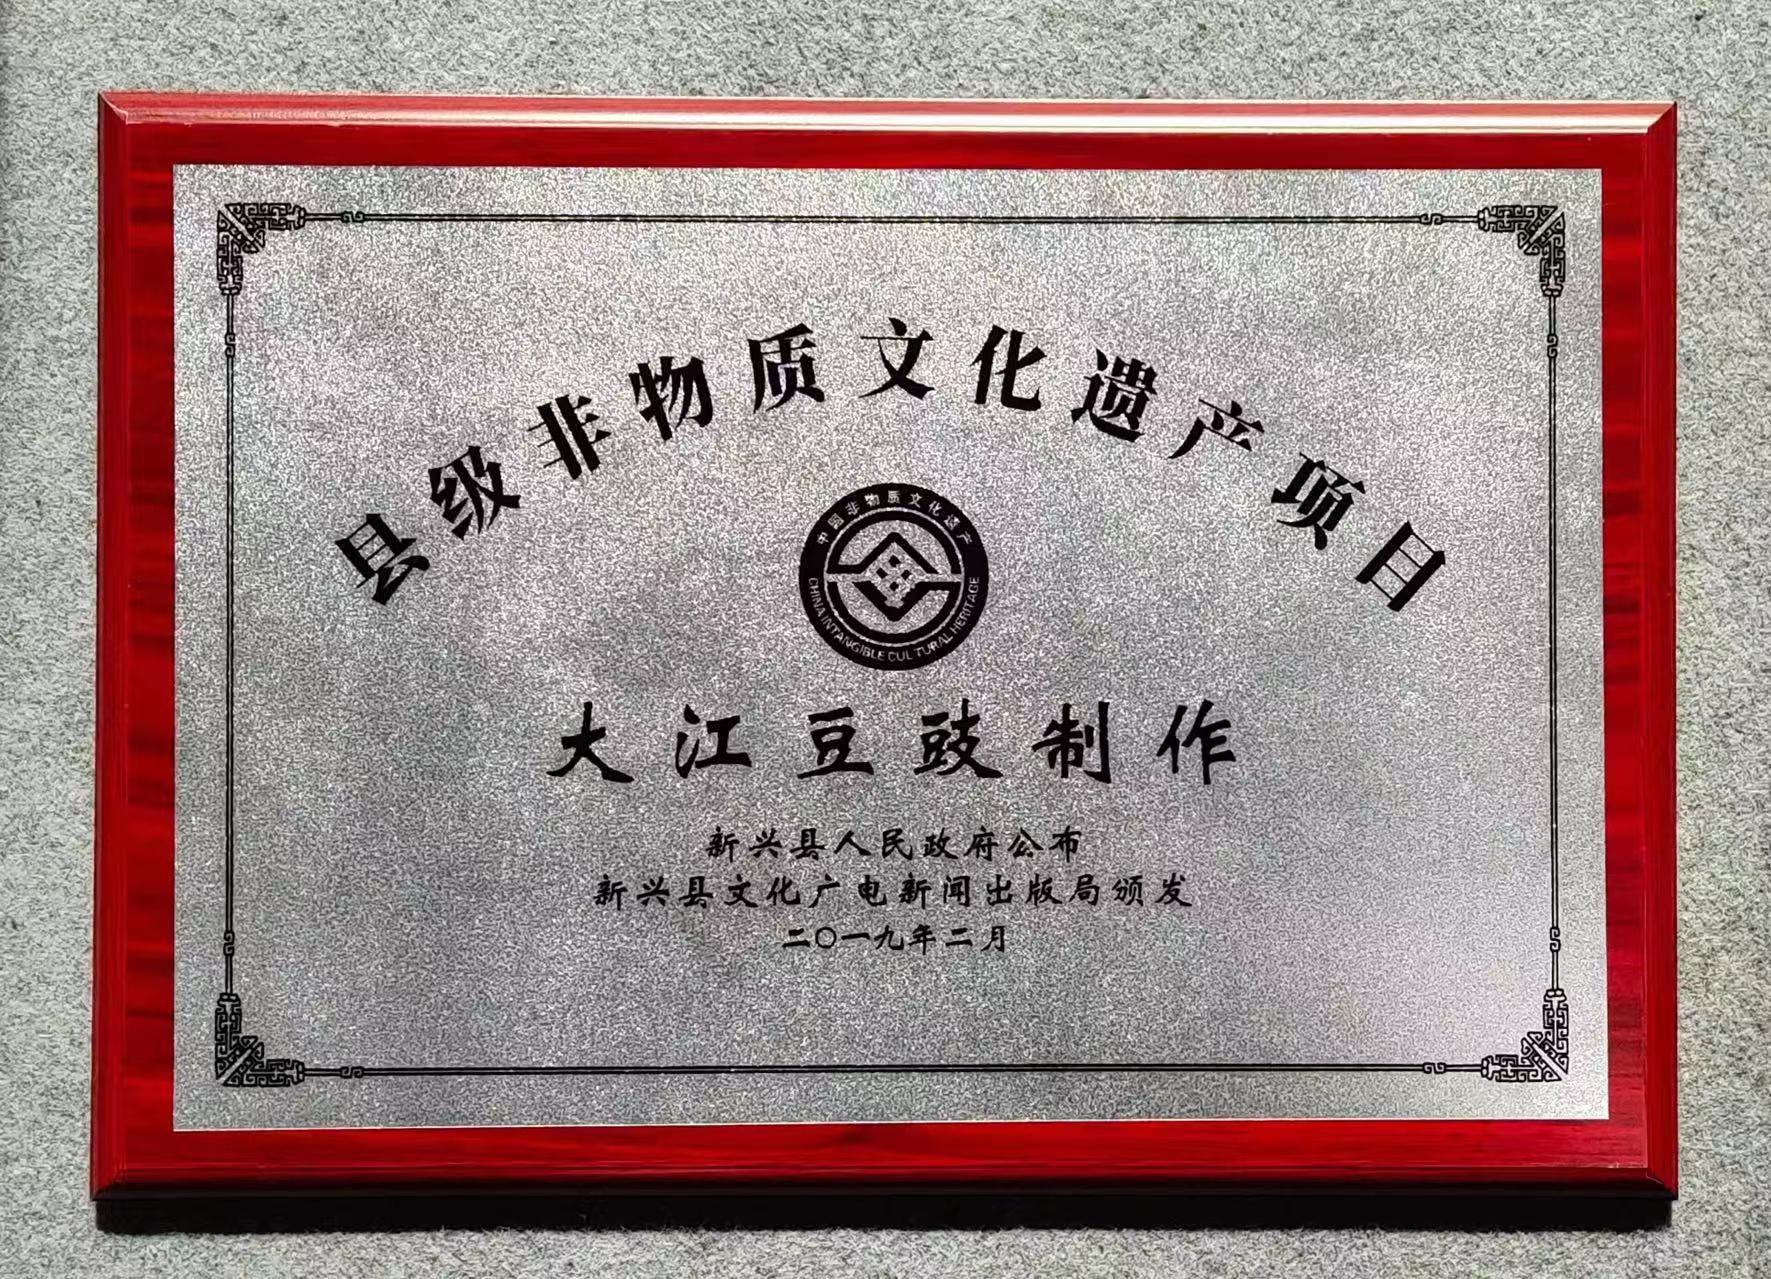 县级非物质文化遗产项目
中国非物质文化遗产
CHINA INTANGIBLE CULTURAL HERITAGE
大江豆豉制作
新兴县人民政府公布
新兴县文化广电新闻出版局颁发
二〇一九年二月